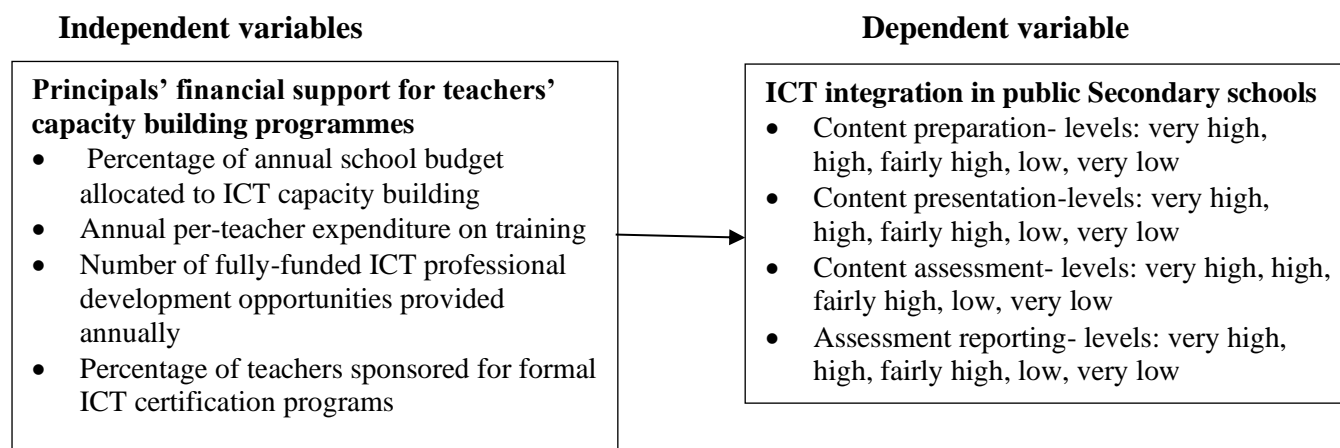 Independent variables
Dependent variable
Principals’ financial support for teachers’
capacity building programmes
• Percentage of annual school budget
allocated to ICT capacity building
• Annual per-teacher expenditure on training
• Number of fully-funded ICT professional
development opportunities provided
annually
• Percentage of teachers sponsored for formal
ICT certification programs
ICT integration in public Secondary schools
• Content preparation- levels: very high,
high, fairly high, low, very low
• Content presentation-levels: very high,
high, fairly high, low, very low
• Content assessment- levels: very high, high,
fairly high, low, very low
• Assessment reporting- levels: very high,
high, fairly high, low, very low